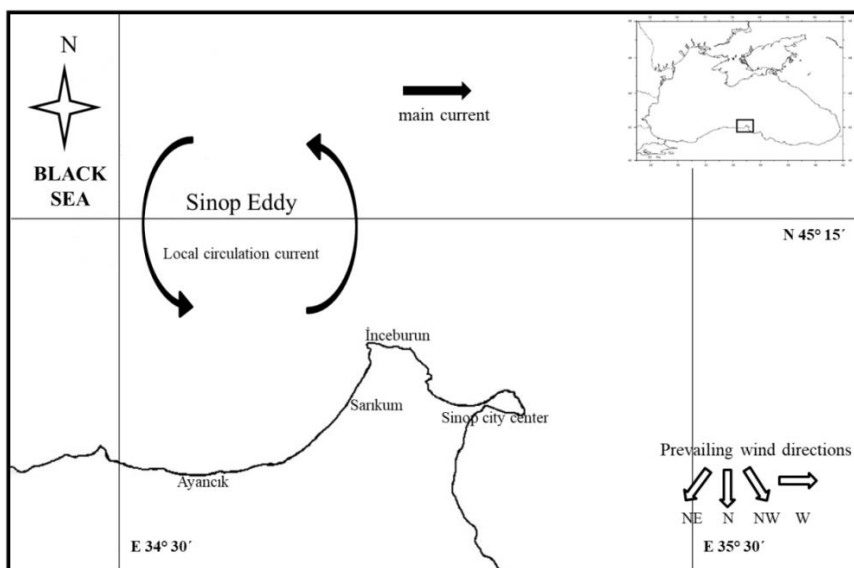 N
BLACK
SEA
main current
Sinop Eddy
Local circulation current
N 45° 15´
İnceburun
Sarıkum
Sinop city center
Ayancık
Prevailing wind directions
NE N NW W
E 34° 30´
E 35° 30´